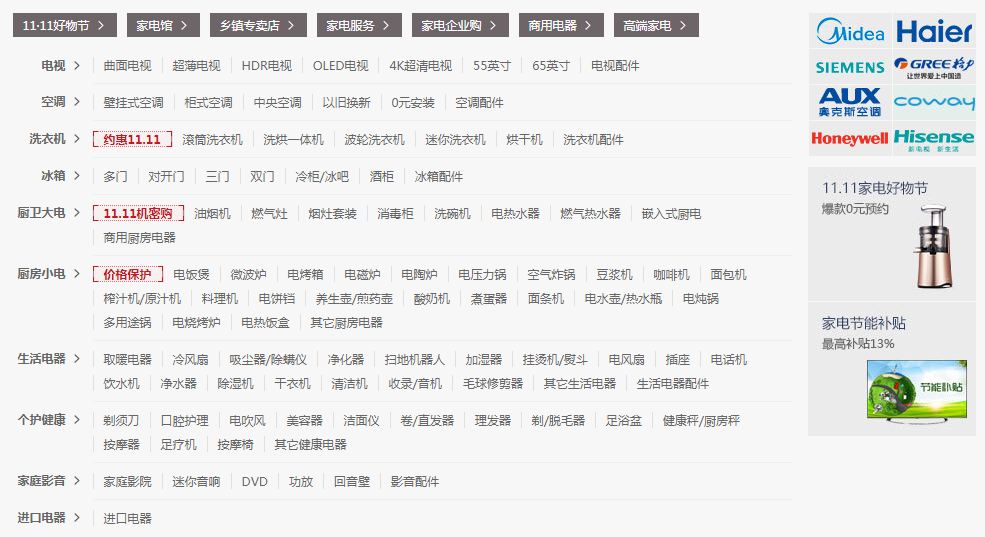 11·11好物节 家电馆 乡镇专卖店 家电服务 家电企业购 商用电器 高端家电
电视 曲面电视 超薄电视 HDR电视 OLED电视 4K超清电视 55英寸 65英寸 电视配件
空调 壁挂式空调 柜式空调 中央空调 以旧换新 0元安装 空调配件
洗衣机 约惠11.11 滚筒洗衣机 洗烘一体机 波轮洗衣机 迷你洗衣机 烘干机 洗衣机配件
冰箱 多门 对开门 三门 双门 冷柜/冰吧 酒柜 冰箱配件
厨卫大电 11.11机密购 油烟机 燃气灶 烟灶套装 消毒柜 洗碗机 电热水器 燃气热水器 嵌入式厨电
商用厨房电器
厨房小电 价格保护 电饭煲 微波炉 电烤箱 电磁炉 电陶炉 电压力锅 空气炸锅 豆浆机 咖啡机 面包机
榨汁机/原汁机 料理机 电饼铛 养生壶/煎药壶 酸奶机 煮蛋器 面条机 电水壶/热水瓶 电炖锅
多用途锅 电烧烤炉 电热饭盒 其它厨房电器
生活电器 取暖电器 冷风扇 吸尘器/除螨仪 净化器 扫地机器人 加湿器 挂烫机/熨斗 电风扇 插座 电话机
饮水机 净水器 除湿机 干衣机 清洁机 收录/音机 毛球修剪器 其它生活电器 生活电器配件
个护健康 剃须刀 口腔护理 电吹风 美容器 洁面仪 卷/直发器 理发器 剃/脱毛器 足浴盆 健康秤/厨房秤
按摩器 足疗机 按摩椅 其它健康电器
家庭影音 家庭影院 迷你音响 DVD 功放 回音壁 影音配件
进口电器 进口电器
Midea Haier
SIEMENS GREE格力
让世界爱上中国造
AUX coway
奥克斯空调
Honeywell Hisense
新电视 新生活
11.11家电好物节
爆款0元预约
家电节能补贴
最高补贴13%
节能补贴